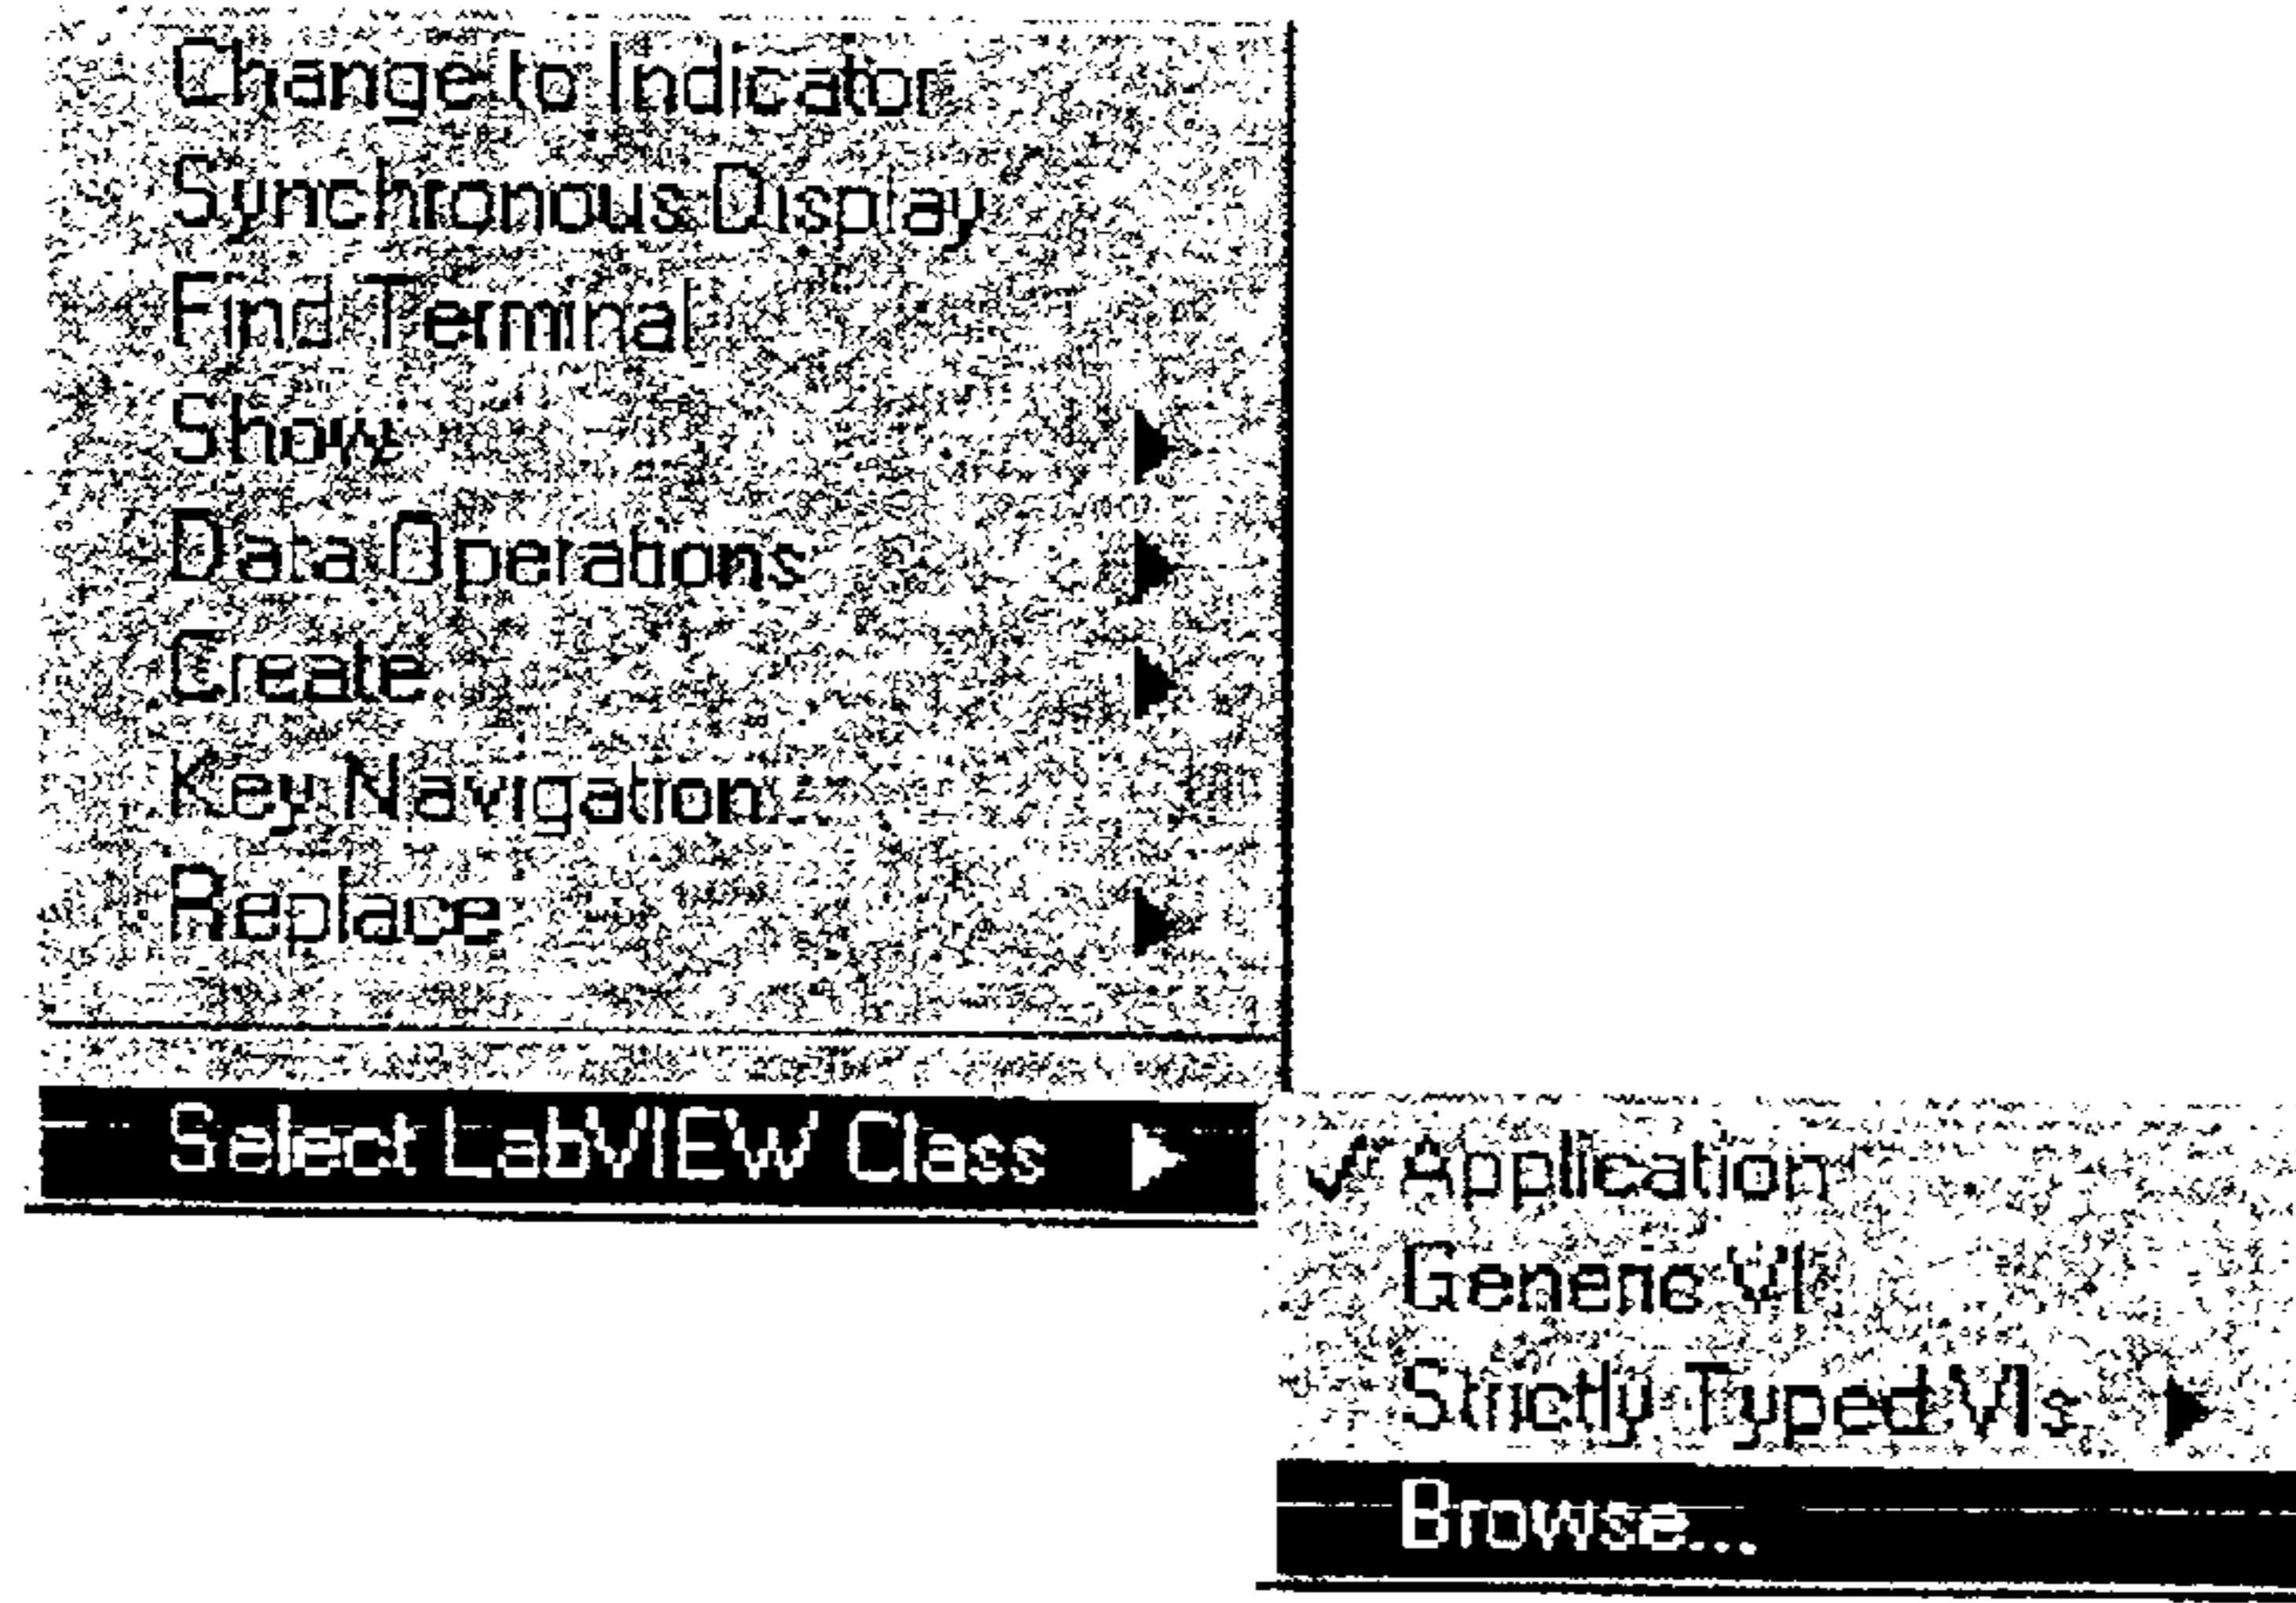 Change to Indicator
Synchronous Display
Find Terminal
Show
Data Operations
Create
Key Navigation...
Replace
Select LabVIEW Class
Application
Generic VI
Strictly Typed VIs
Browse...